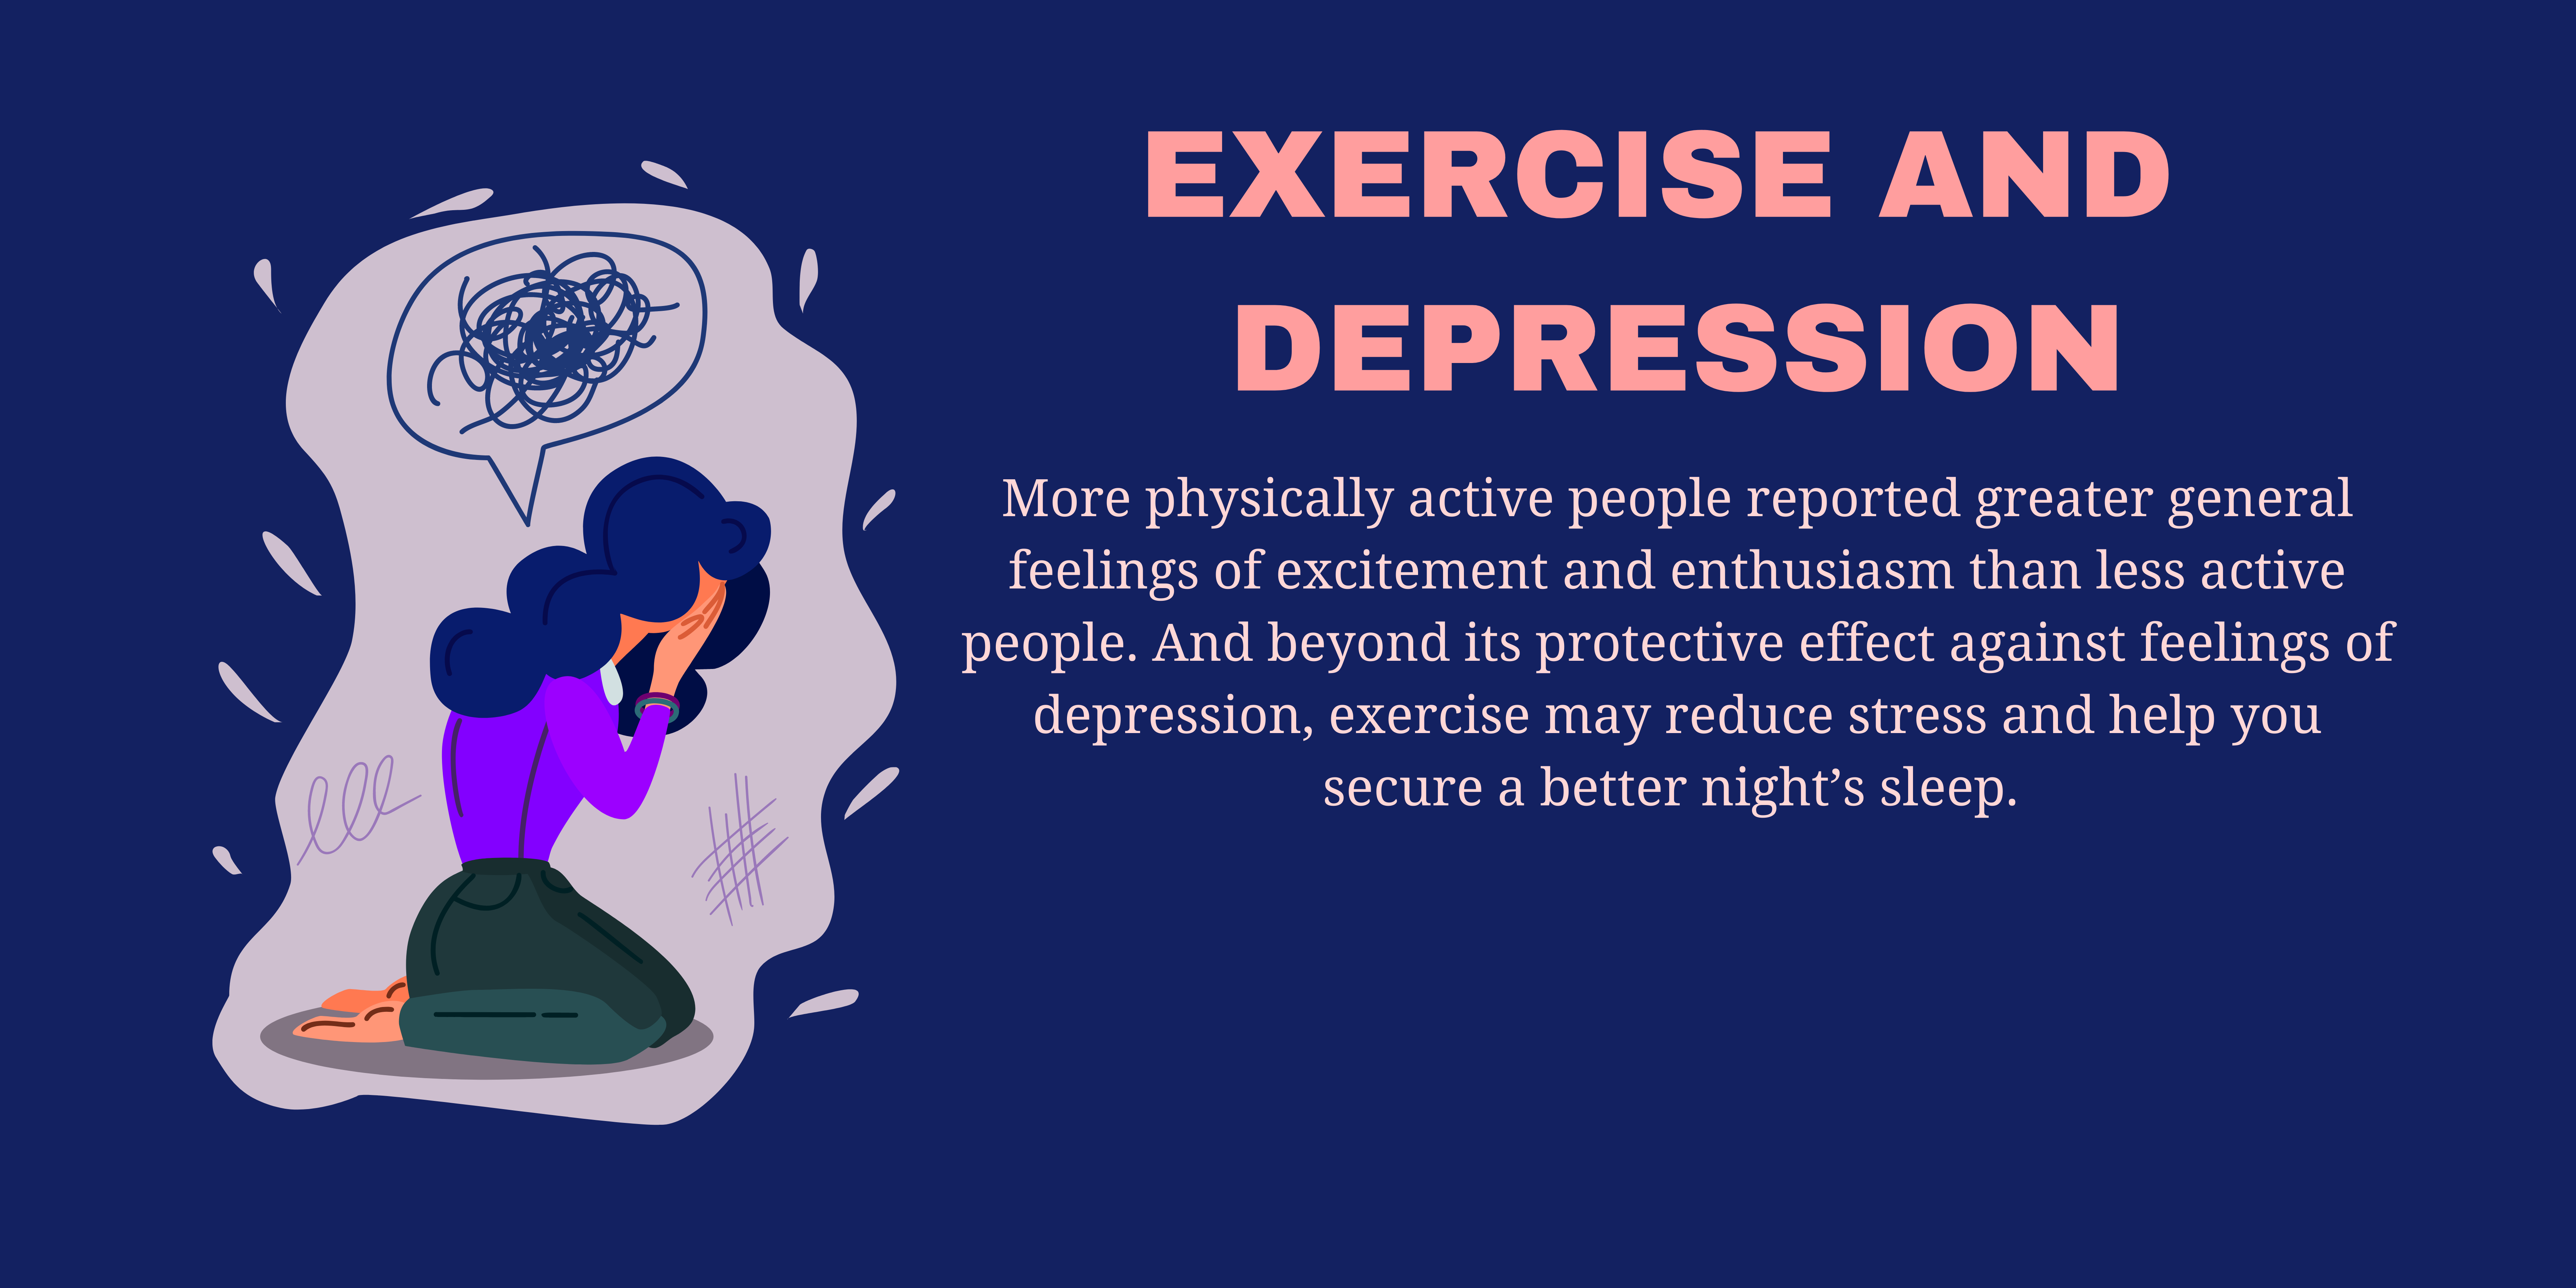 EXERCISE AND
DEPRESSION
More physically active people reported greater general
feelings of excitement and enthusiasm than less active
people. And beyond its protective effect against feelings of
depression, exercise may reduce stress and help you
secure a better night’s sleep.